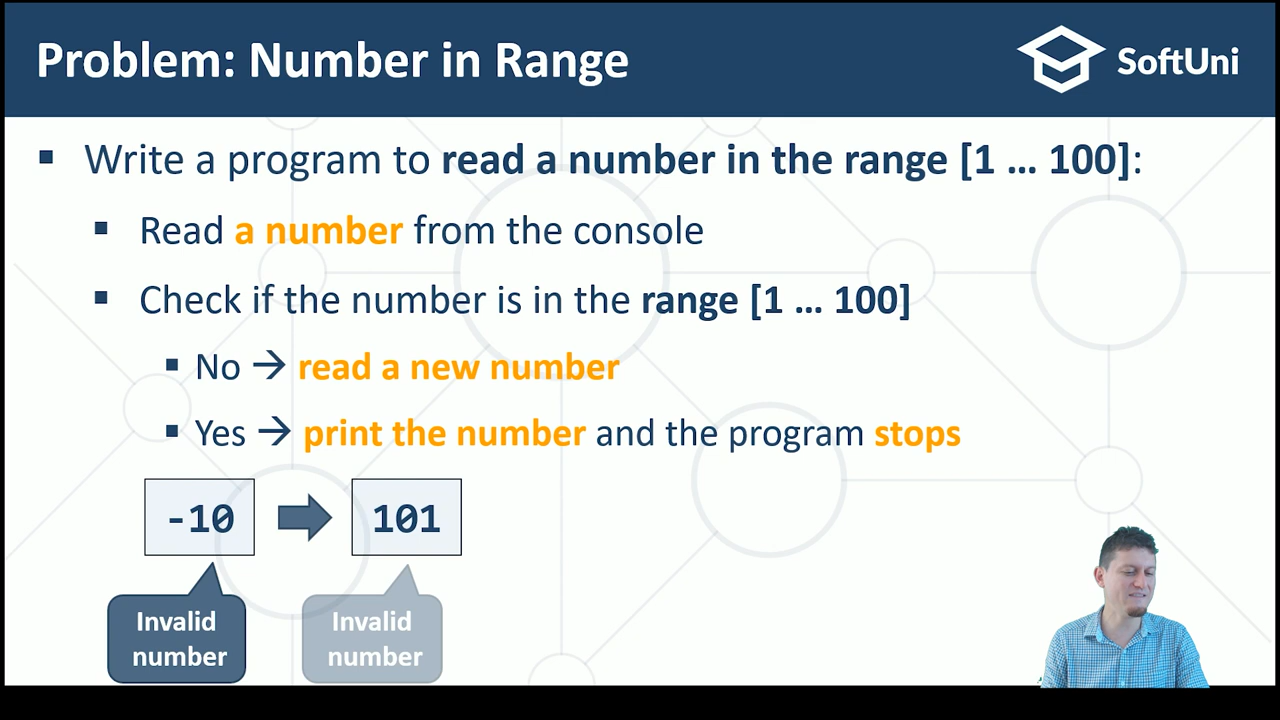 Problem: Number in Range
SoftUni
▪ Write a program to read a number in the range [1 … 100]:
▪ Read a number from the console
▪ Check if the number is in the range [1 … 100]
▪ No → read a new number
▪ Yes → print the number and the program stops
-10
101
Invalid
number
Invalid
number